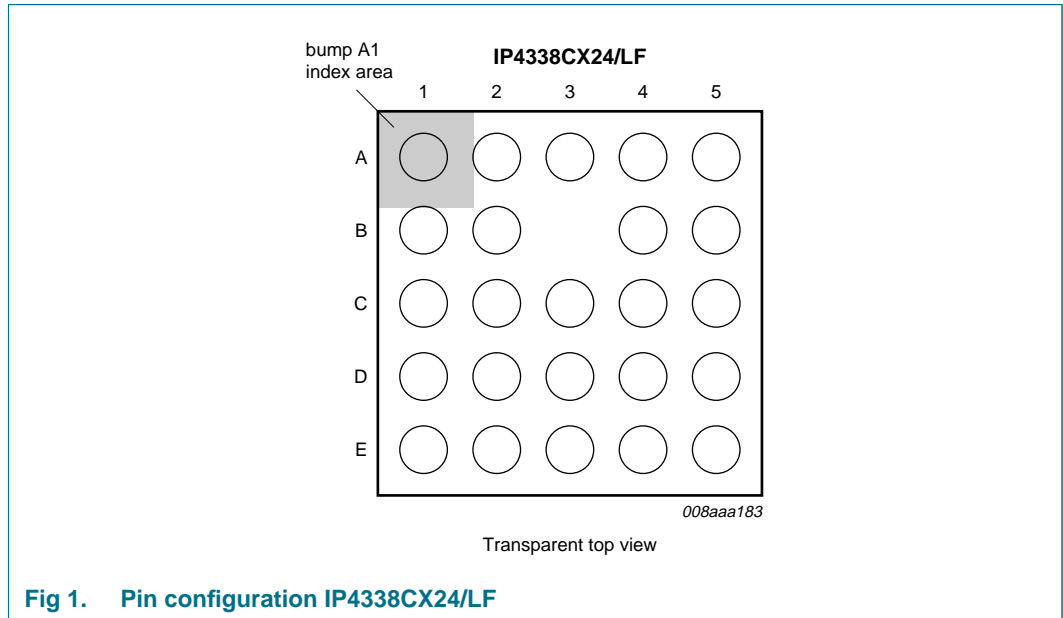 bump A1
index area
IP4338CX24/LF
1 2 3 4 5
A
B
C
D
E
008aaa183
Transparent top view
Fig 1. Pin configuration IP4338CX24/LF